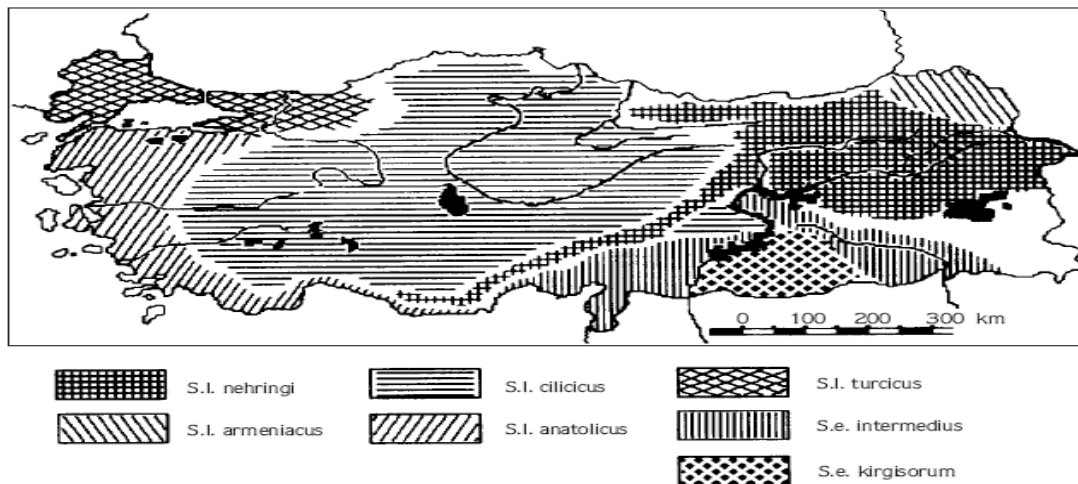 0 100 200 300 km
S.l. nehringi S.l. cilicicus S.l. turcicus
S.l. armeniacus S.l. anatolicus S.e. intermedius
S.e. kirgisorum